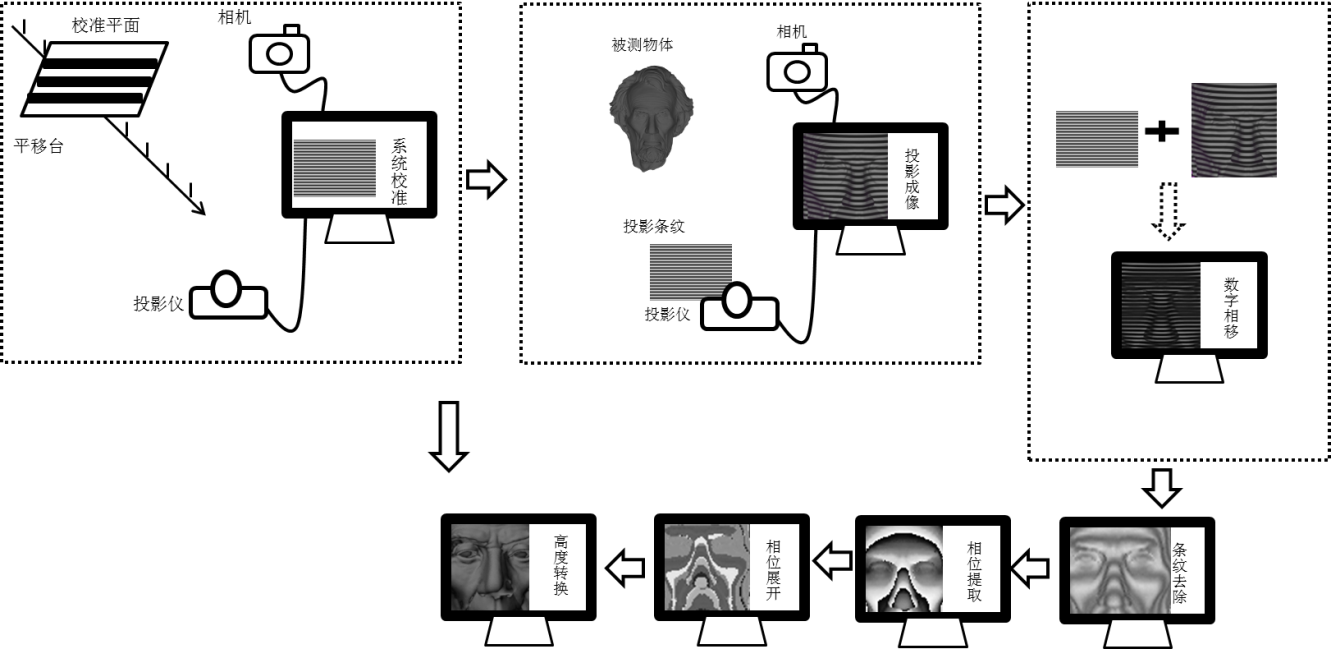 校准平面
相机
平移台
系统校准
投影仪
被测物体
相机
投影成像
投影条纹
投影仪
数字相移
高度转换
相位展开
相位提取
条纹去除